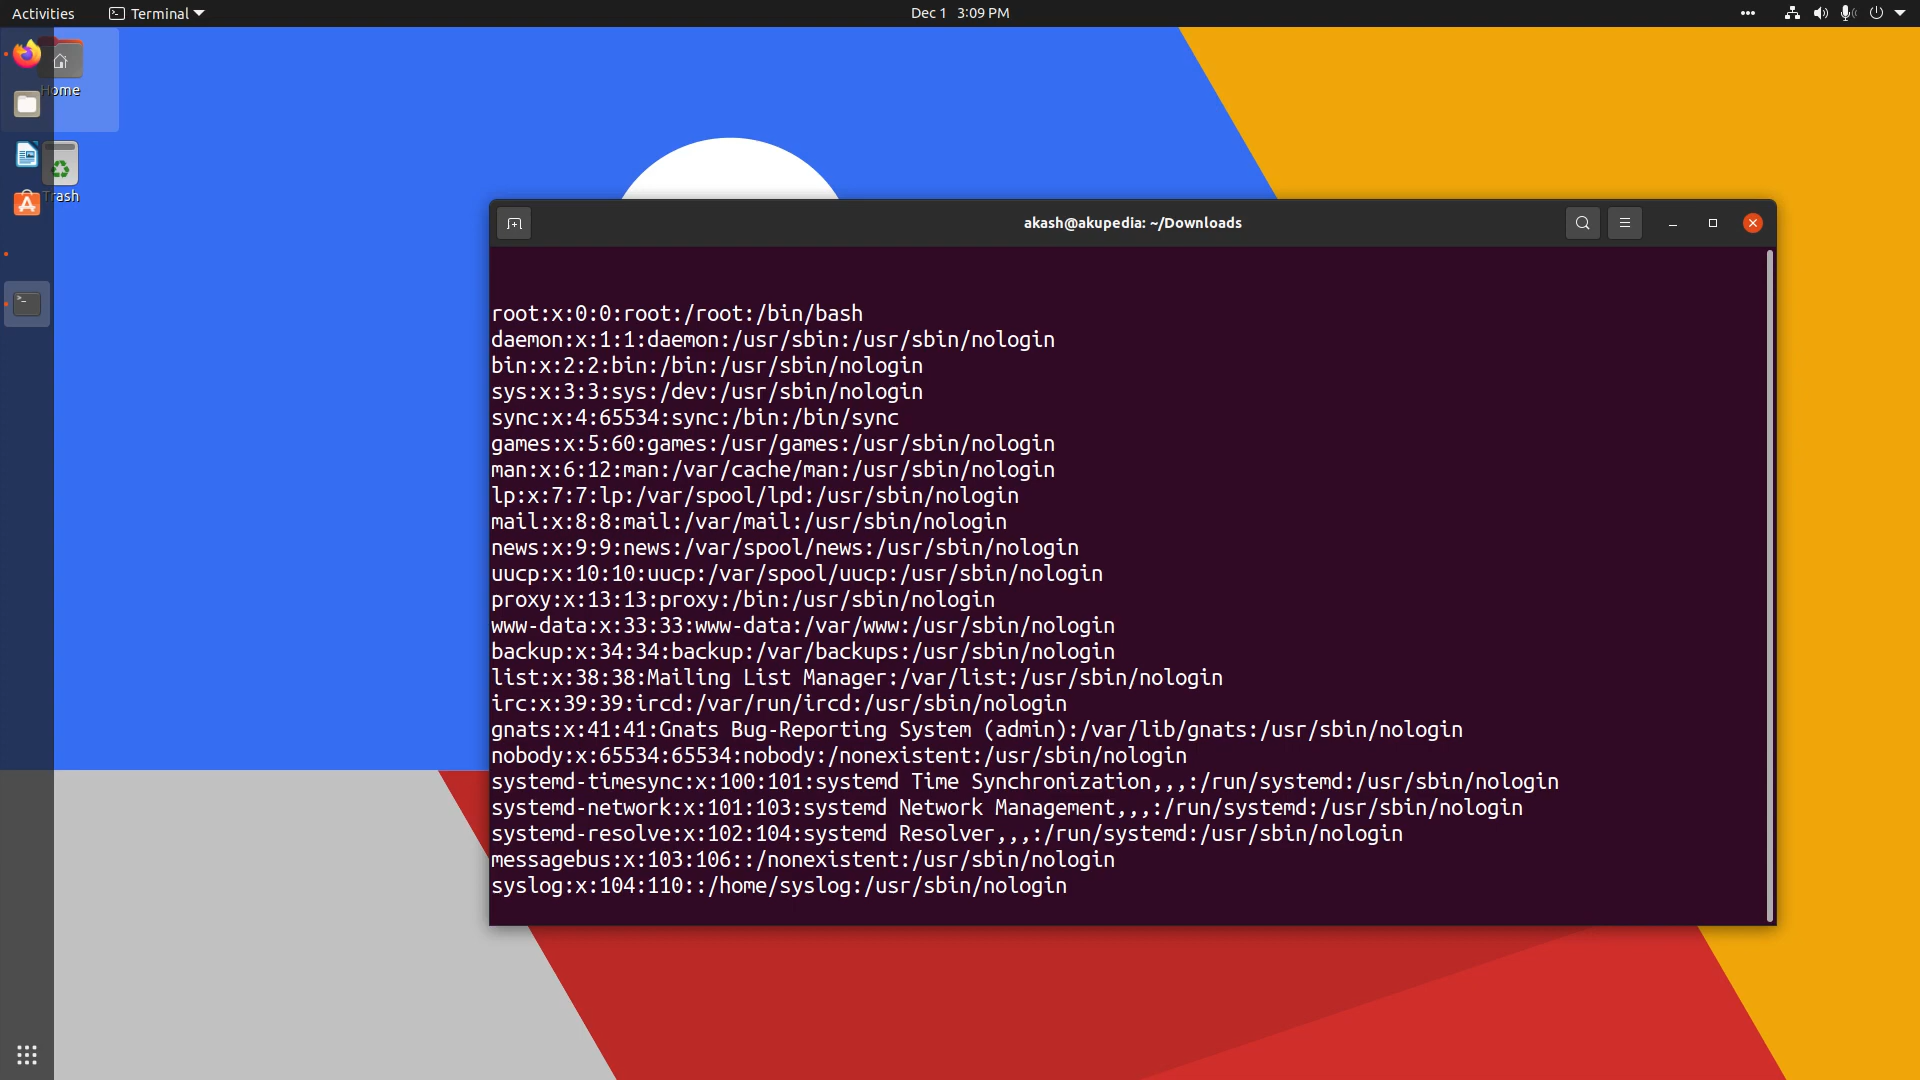 Activities Terminal Dec 1 3:09 PM
Home
Trash
akash@akupedia: ~/Downloads
root:x:0:0:root:/root:/bin/bash
daemon:x:1:1:daemon:/usr/sbin:/usr/sbin/nologin
bin:x:2:2:bin:/bin:/usr/sbin/nologin
sys:x:3:3:sys:/dev:/usr/sbin/nologin
sync:x:4:65534:sync:/bin:/bin/sync
games:x:5:60:games:/usr/games:/usr/sbin/nologin
man:x:6:12:man:/var/cache/man:/usr/sbin/nologin
lp:x:7:7:lp:/var/spool/lpd:/usr/sbin/nologin
mail:x:8:8:mail:/var/mail:/usr/sbin/nologin
news:x:9:9:news:/var/spool/news:/usr/sbin/nologin
uucp:x:10:10:uucp:/var/spool/uucp:/usr/sbin/nologin
proxy:x:13:13:proxy:/bin:/usr/sbin/nologin
www-data:x:33:33:www-data:/var/www:/usr/sbin/nologin
backup:x:34:34:backup:/var/backups:/usr/sbin/nologin
list:x:38:38:Mailing List Manager:/var/list:/usr/sbin/nologin
irc:x:39:39:ircd:/var/run/ircd:/usr/sbin/nologin
gnats:x:41:41:Gnats Bug-Reporting System (admin):/var/lib/gnats:/usr/sbin/nologin
nobody:x:65534:65534:nobody:/nonexistent:/usr/sbin/nologin
systemd-timesync:x:100:101:systemd Time Synchronization,,,:/run/systemd:/usr/sbin/nologin
systemd-network:x:101:103:systemd Network Management,,,:/run/systemd:/usr/sbin/nologin
systemd-resolve:x:102:104:systemd Resolver,,,:/run/systemd:/usr/sbin/nologin
messagebus:x:103:106::/nonexistent:/usr/sbin/nologin
syslog:x:104:110::/home/syslog:/usr/sbin/nologin